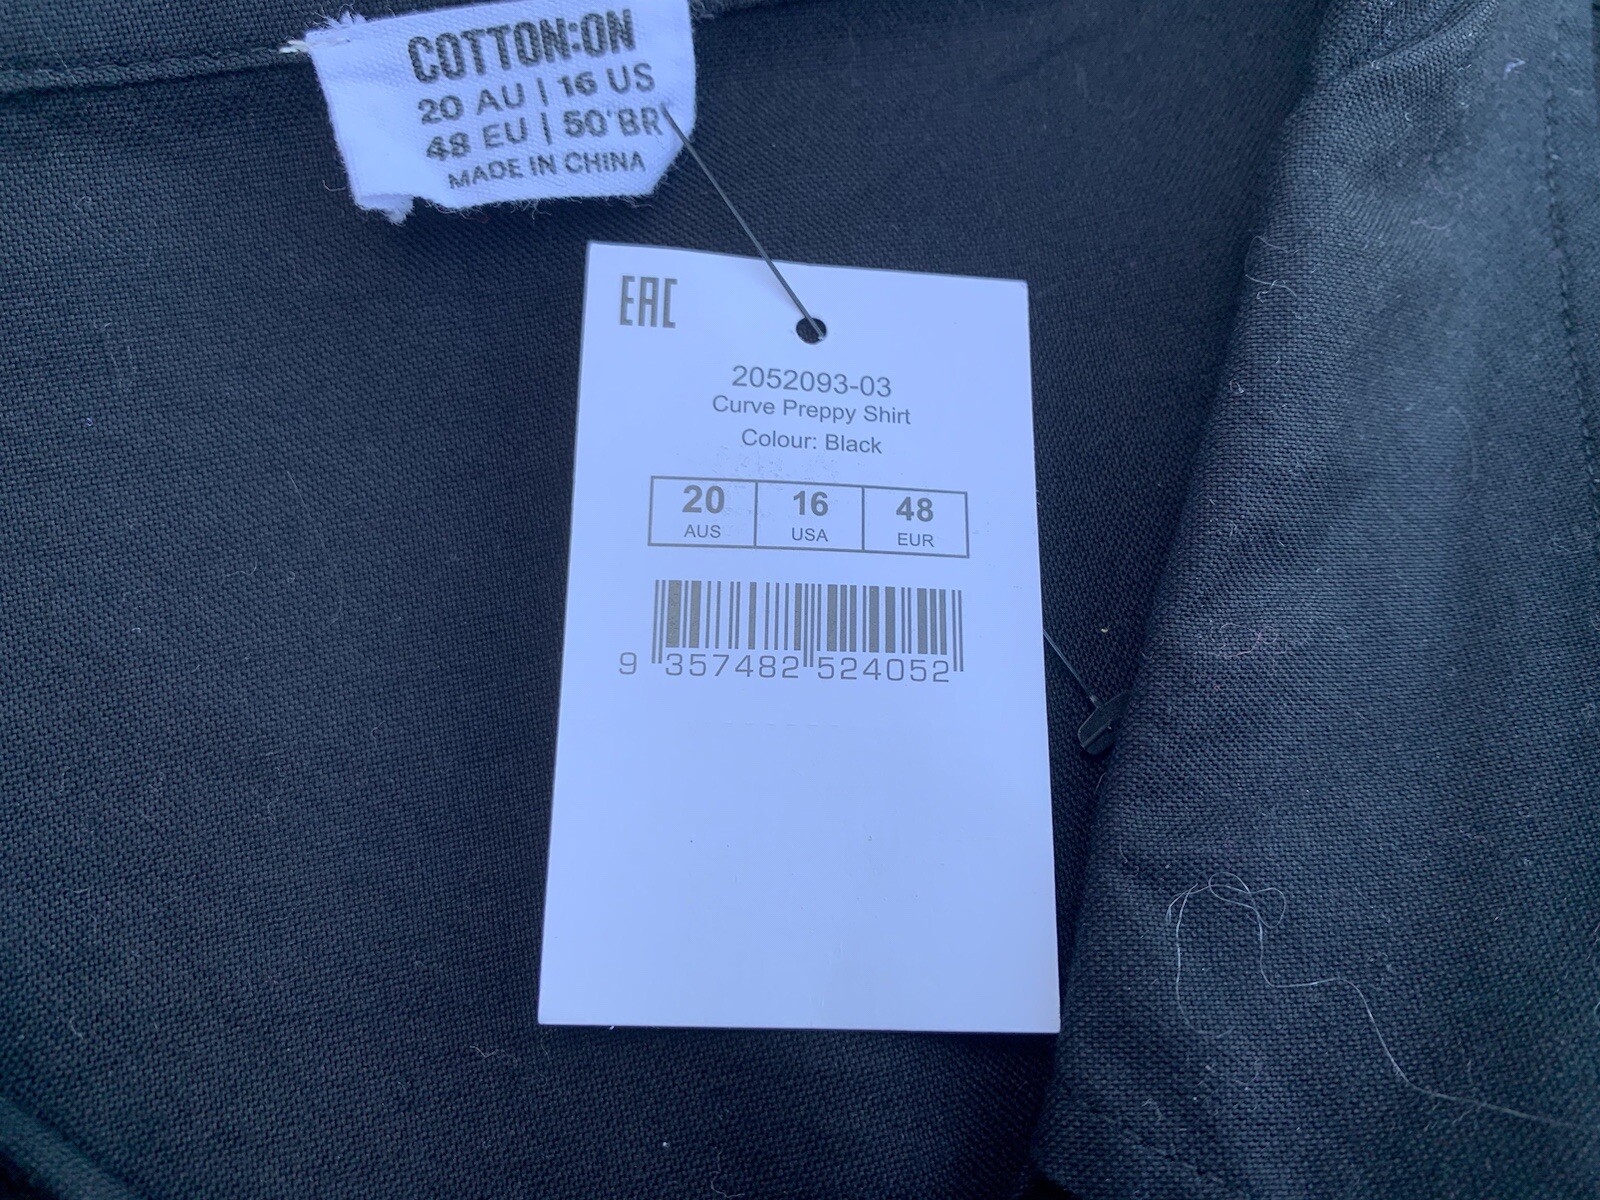 COTTON:ON
20 AU | 16 US
48 EU | 50 BR
MADE IN CHINA
EAC
2052093-03
Curve Preppy Shirt
Colour: Black
20 16 48
AUS USA EUR
9 357482 524052